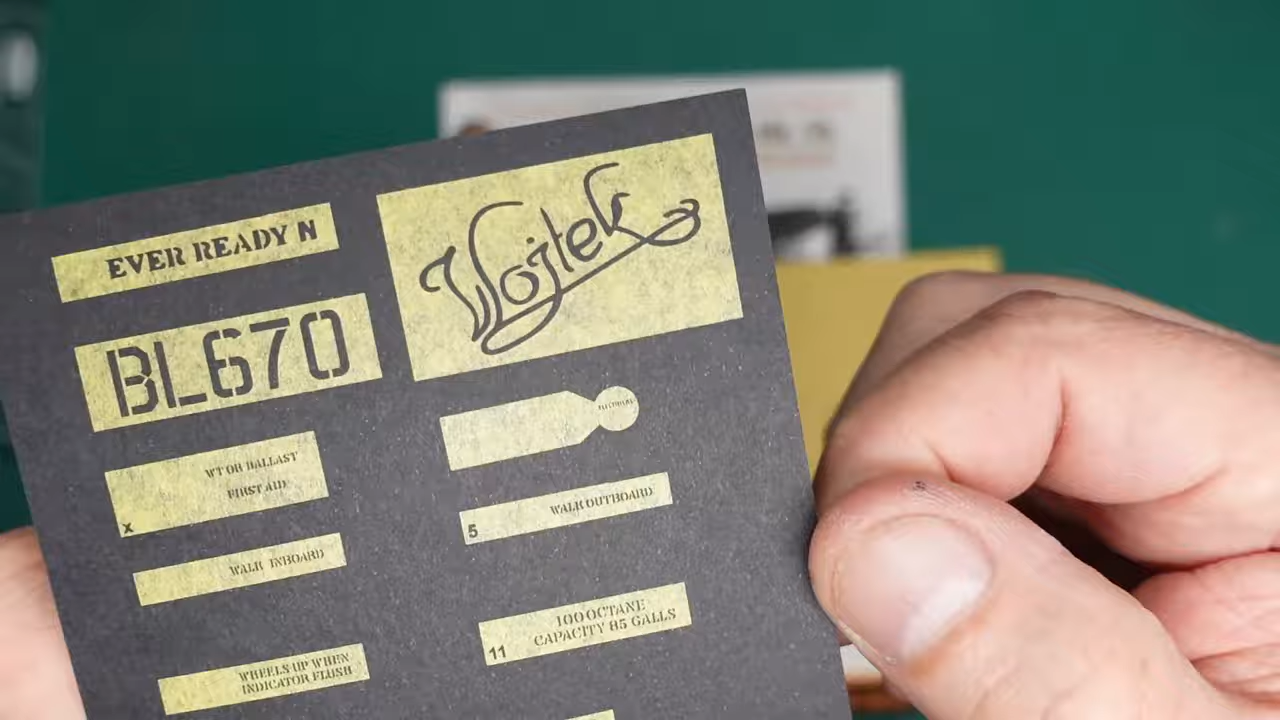 EVER READY N
Wojtek
BL670
WT OR BALLAST
FIRST AID
X
WALK OUTBOARD
5
WALK INBOARD
100 OCTANE
CAPACITY 85 GALLS
11
WHEELS UP WHEN
INDICATOR FLUSH